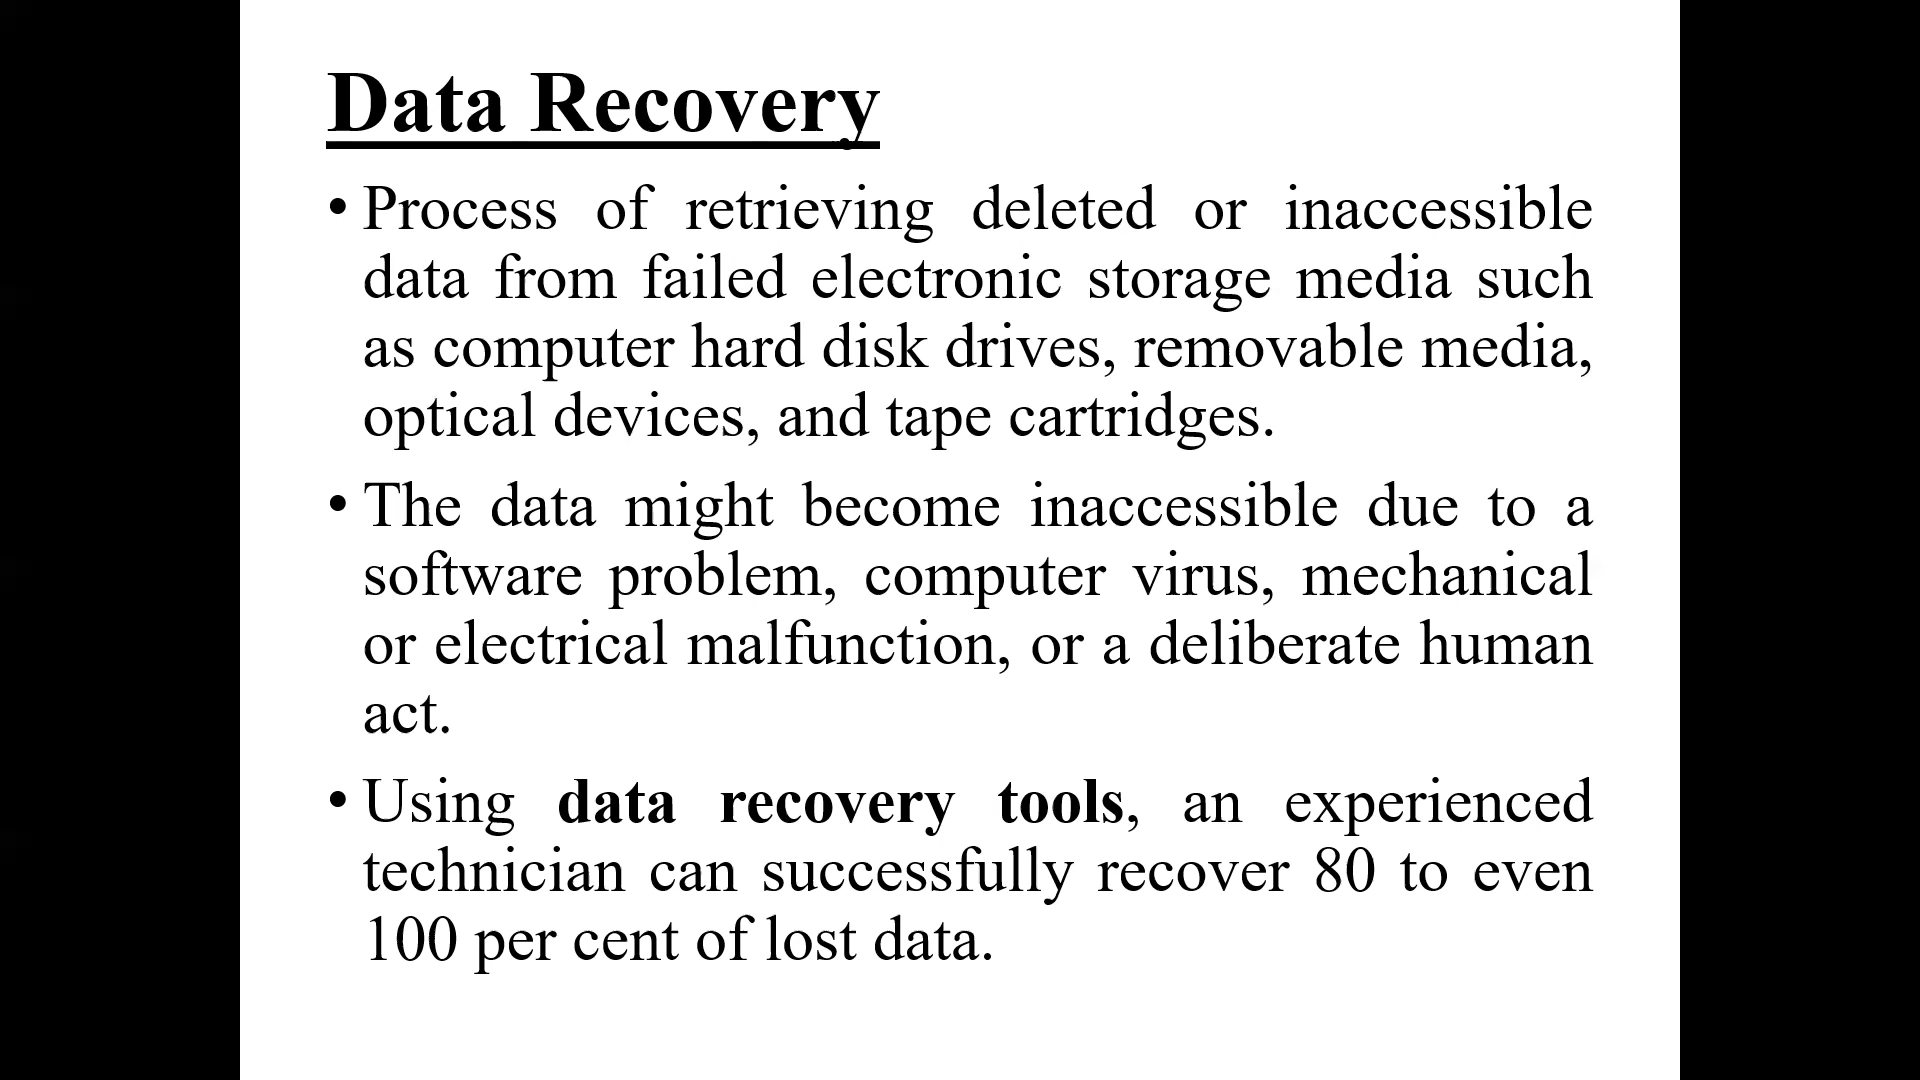 Data Recovery
• Process of retrieving deleted or inaccessible
data from failed electronic storage media such
as computer hard disk drives, removable media,
optical devices, and tape cartridges.
• The data might become inaccessible due to a
software problem, computer virus, mechanical
or electrical malfunction, or a deliberate human
act.
• Using data recovery tools, an experienced
technician can successfully recover 80 to even
100 per cent of lost data.